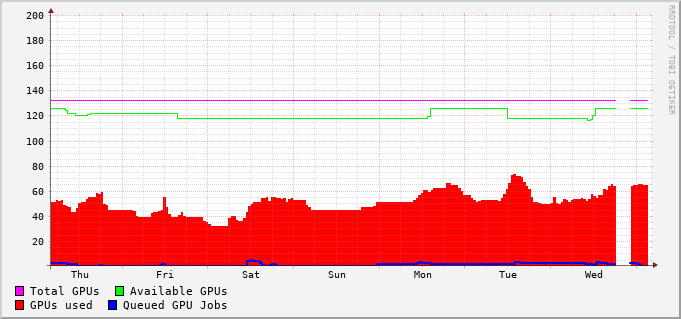 200
180
160
140
120
100
80
60
40
20
Thu Fri Sat Sun Mon Tue Wed
Total GPUs Available GPUs
GPUs used Queued GPU Jobs
RRDTOOL / TOBI OETIKER